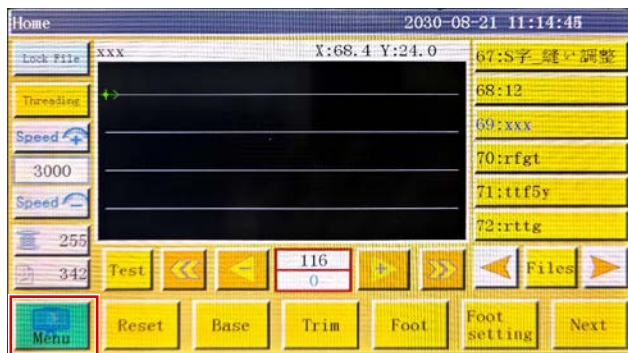 Home 2030-08-21 11:14:45
Lock File
xxx X:68.4 Y:24.0
67:S字_縫い調整
68:12
69:xxx
70:rfgt
71:ttf5y
72:rttg
Threading
Speed
3000
Speed
255
342
Test
116
0
Files
Menu
Reset
Base
Trim
Foot
Foot setting
Next